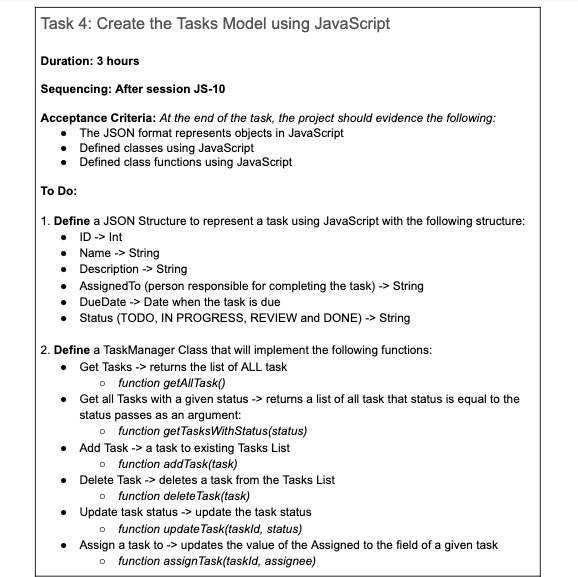 Task 4: Create the Tasks Model using JavaScript
Duration: 3 hours
Sequencing: After session JS-10
Acceptance Criteria: At the end of the task, the project should evidence the following:
● The JSON format represents objects in JavaScript
● Defined classes using JavaScript
● Defined class functions using JavaScript
To Do:
1. Define a JSON Structure to represent a task using JavaScript with the following structure:
● ID -> Int
● Name -> String
● Description -> String
● AssignedTo (person responsible for completing the task) -> String
● DueDate -> Date when the task is due
● Status (TODO, IN PROGRESS, REVIEW and DONE) -> String
2. Define a TaskManager Class that will implement the following functions:
● Get Tasks -> returns the list of ALL task
○ function getAllTask()
● Get all Tasks with a given status -> returns a list of all task that status is equal to the
status passes as an argument:
○ function getTasksWithStatus(status)
● Add Task -> a task to existing Tasks List
○ function addTask(task)
● Delete Task -> deletes a task from the Tasks List
○ function deleteTask(task)
● Update task status -> update the task status
○ function updateTask(taskId, status)
● Assign a task to -> updates the value of the Assigned to the field of a given task
○ function assignTask(taskId, assignee)